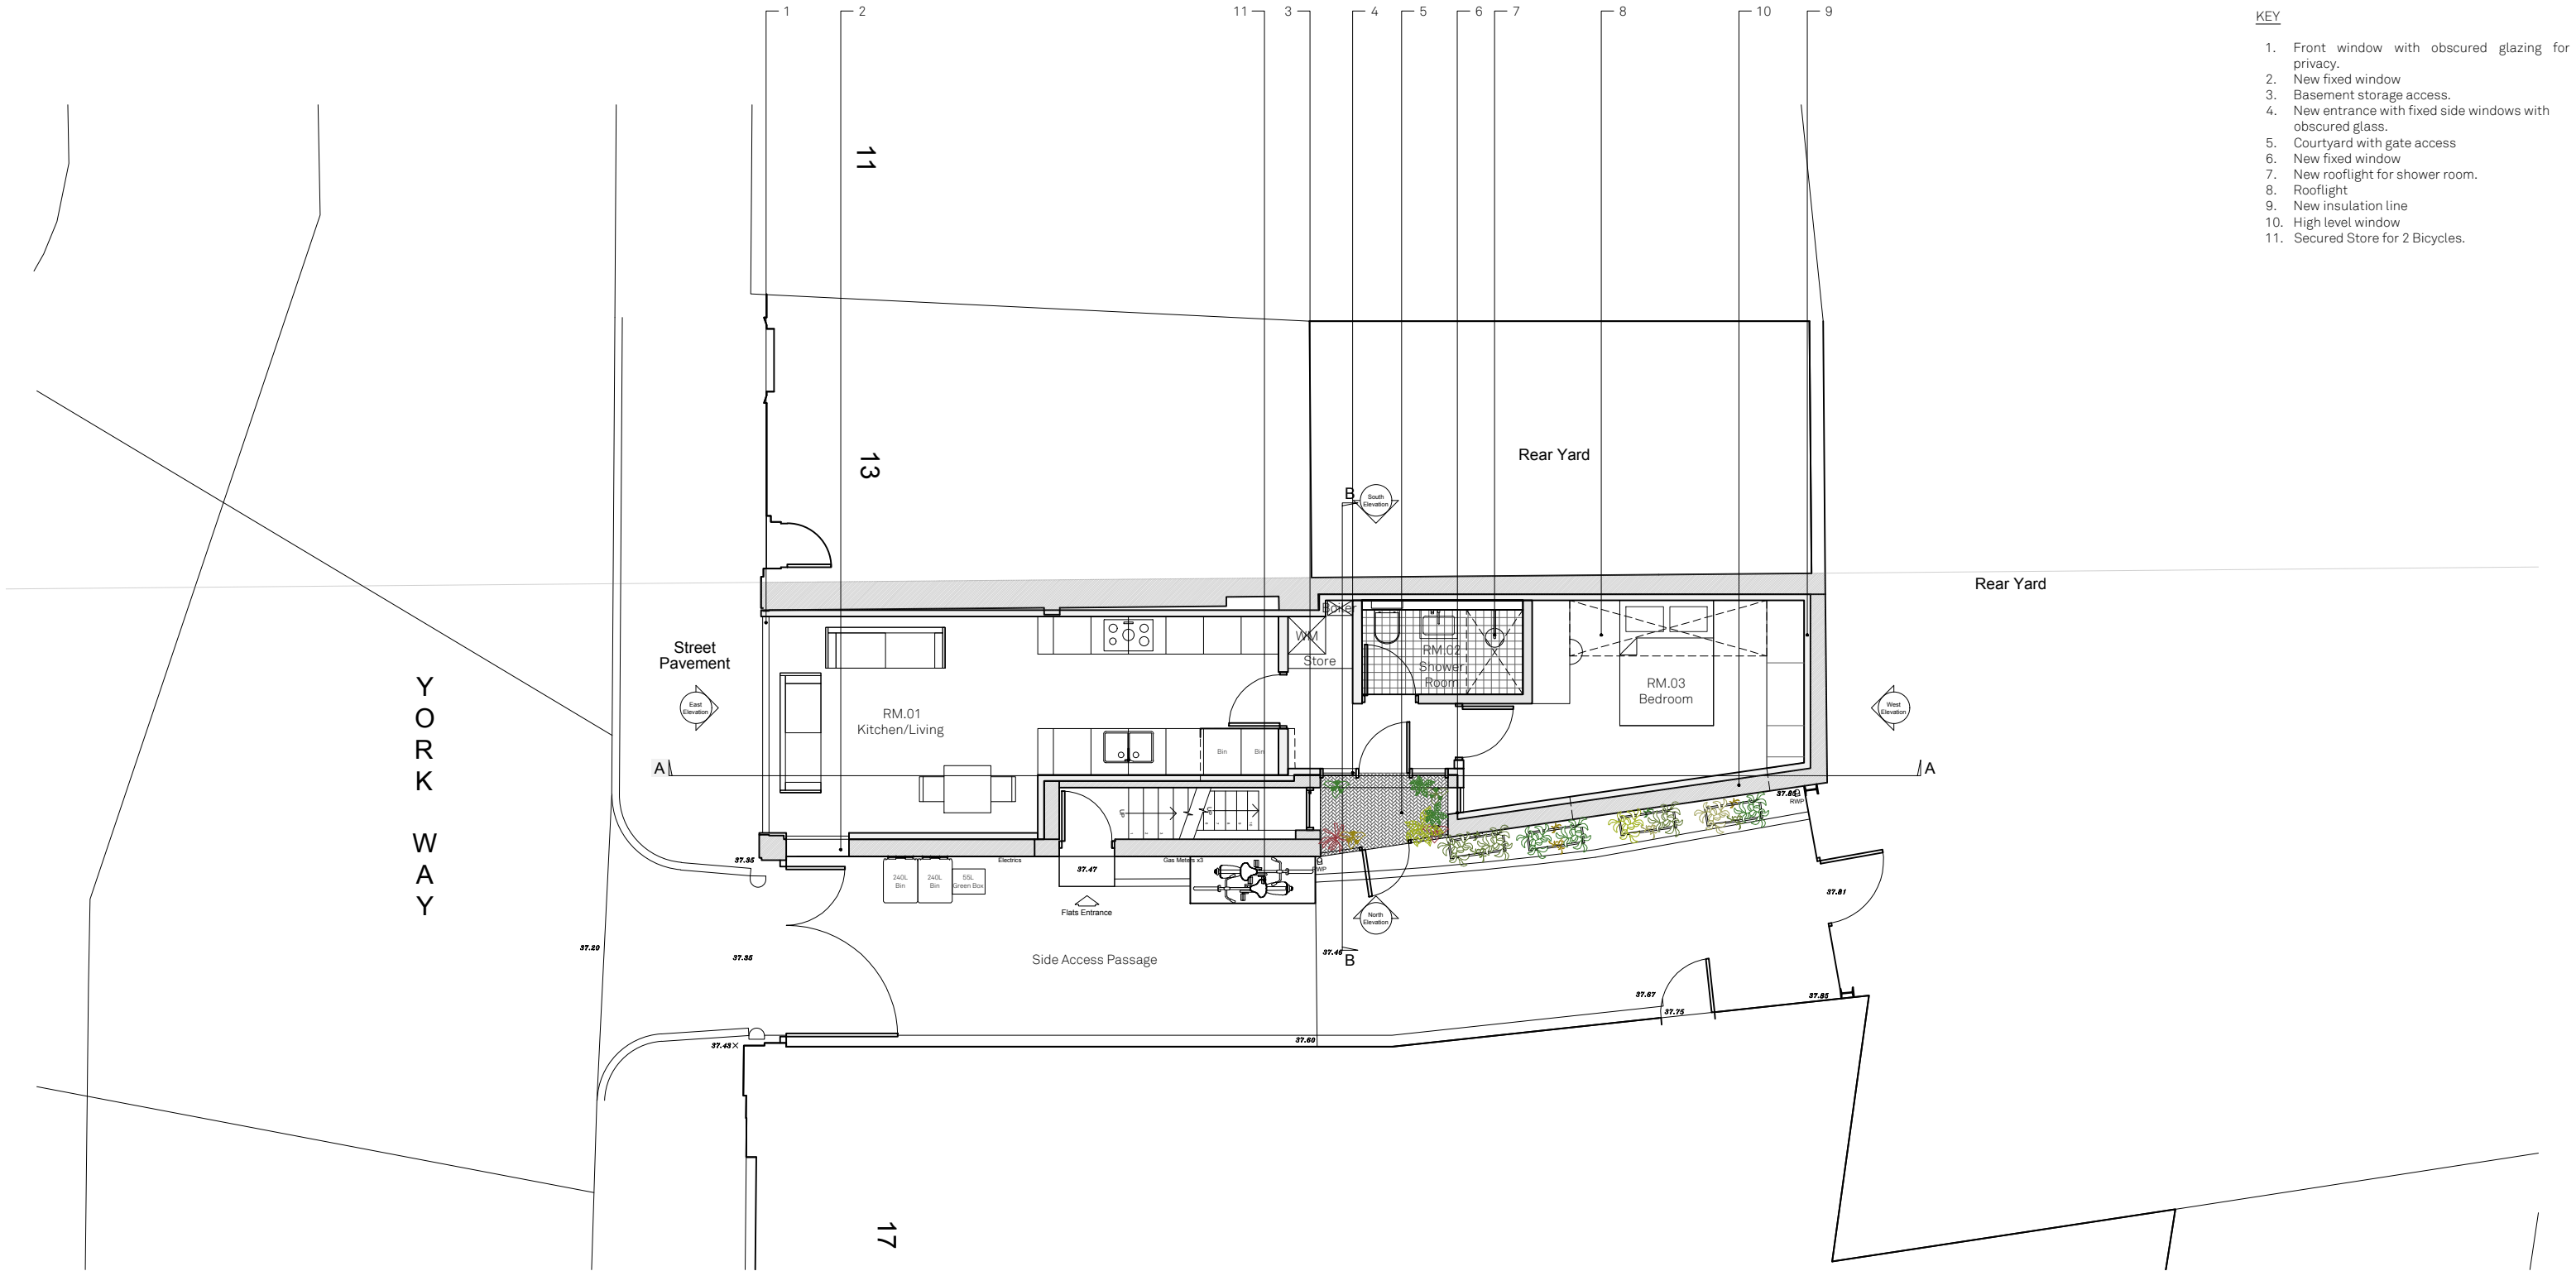 1
2
11
3
4
5
6
7
8
10
9
KEY
1. Front window with obscured glazing for
privacy.
2. New fixed window
3. Basement storage access.
4. New entrance with fixed side windows with
obscured glass.
5. Courtyard with gate access
6. New fixed window
7. New rooflight for shower room.
8. Rooflight
9. New insulation line
10. High level window
11. Secured Store for 2 Bicycles.
11
13
Rear Yard
B
South
Elevation
Rear Yard
Street
Pavement
East
Elevation
YORK WAY
RM.01
Kitchen/Living
Boiler
WM
Store
RM.02
Shower
Room
RM.03
Bedroom
West
Elevation
Bin
Bin
A
A
UP
UP
37.35
Electrics
Gas Meters x3
RWP
RWP
240L
Bin
240L
Bin
55L
Green Box
37.47
Flats Entrance
North
Elevation
37.81
37.20
37.35
Side Access Passage
37.46
B
37.67
37.75
37.85
37.43
37.60
17